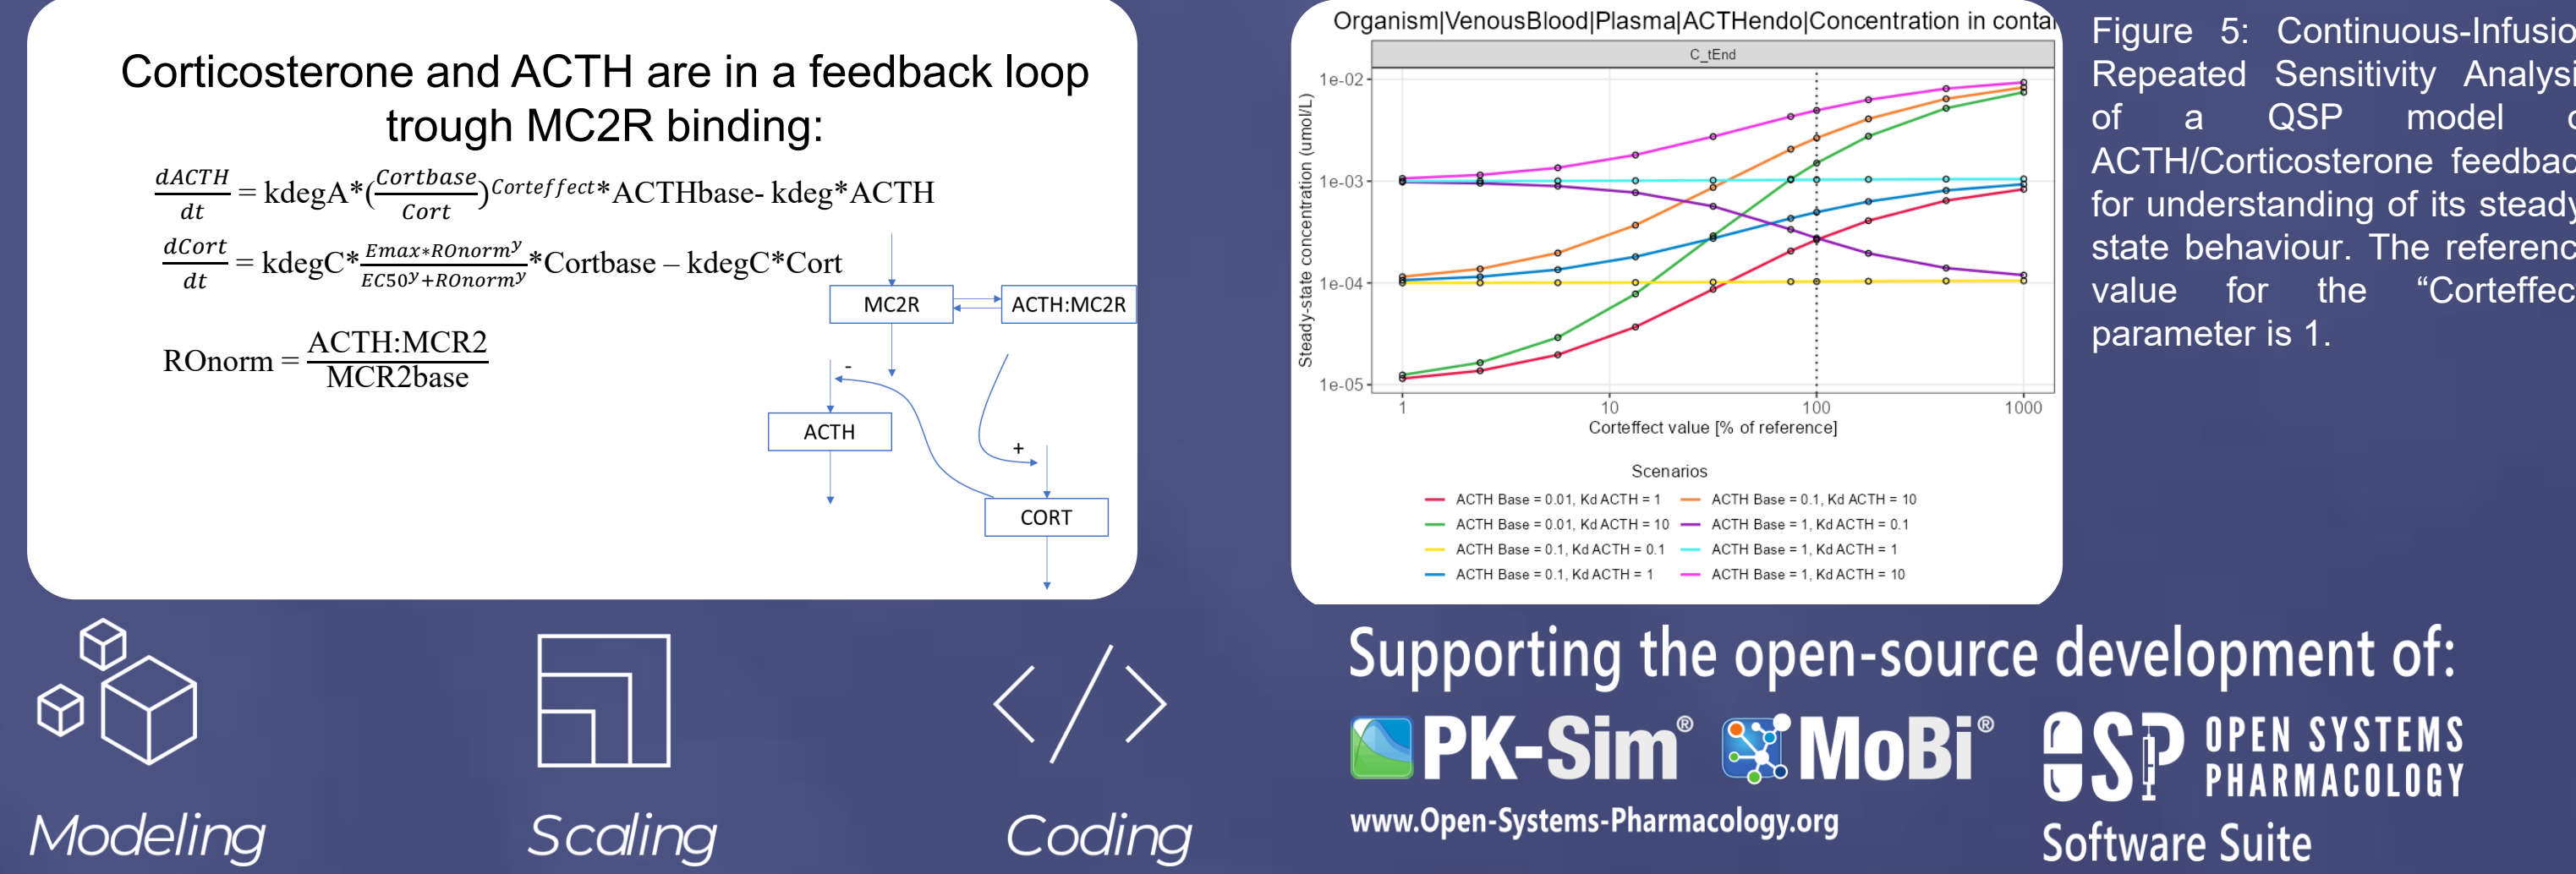 Corticosterone and ACTH are in a feedback loop
trough MC2R binding:
dACTH/dt = kdegA*(Cortbase/Cort)^Corteffect*ACTHbase- kdeg*ACTH
dCort/dt = kdegC*Emax*ROnorm^y/EC50^y+ROnorm^y*Cortbase – kdegC*Cort
ROnorm = ACTH:MCR2/MCR2base
MC2R
ACTH:MC2R
-
ACTH
+
CORT
Organism|VenousBlood|Plasma|ACTHendo|Concentration in contai
C_tEnd
Steady-state concentration (umol/L)
1e-02
1e-03
1e-04
1e-05
1
10
100
1000
Corteffect value [% of reference]
Scenarios
ACTH Base = 0.01, Kd ACTH = 1
ACTH Base = 0.01, Kd ACTH = 10
ACTH Base = 0.1, Kd ACTH = 0.1
ACTH Base = 0.1, Kd ACTH = 1
ACTH Base = 0.1, Kd ACTH = 10
ACTH Base = 1, Kd ACTH = 0.1
ACTH Base = 1, Kd ACTH = 1
ACTH Base = 1, Kd ACTH = 10
Figure 5: Continuous-Infusio
Repeated Sensitivity Analysi
of a QSP model o
ACTH/Corticosterone feedbac
for understanding of its steady
state behaviour. The referenc
value for the “Corteffec
parameter is 1.
Modeling
Scaling
Coding
Supporting the open-source development of:
PK-Sim®
MoBi®
www.Open-Systems-Pharmacology.org
OSP
OPEN SYSTEMS
PHARMACOLOGY
Software Suite